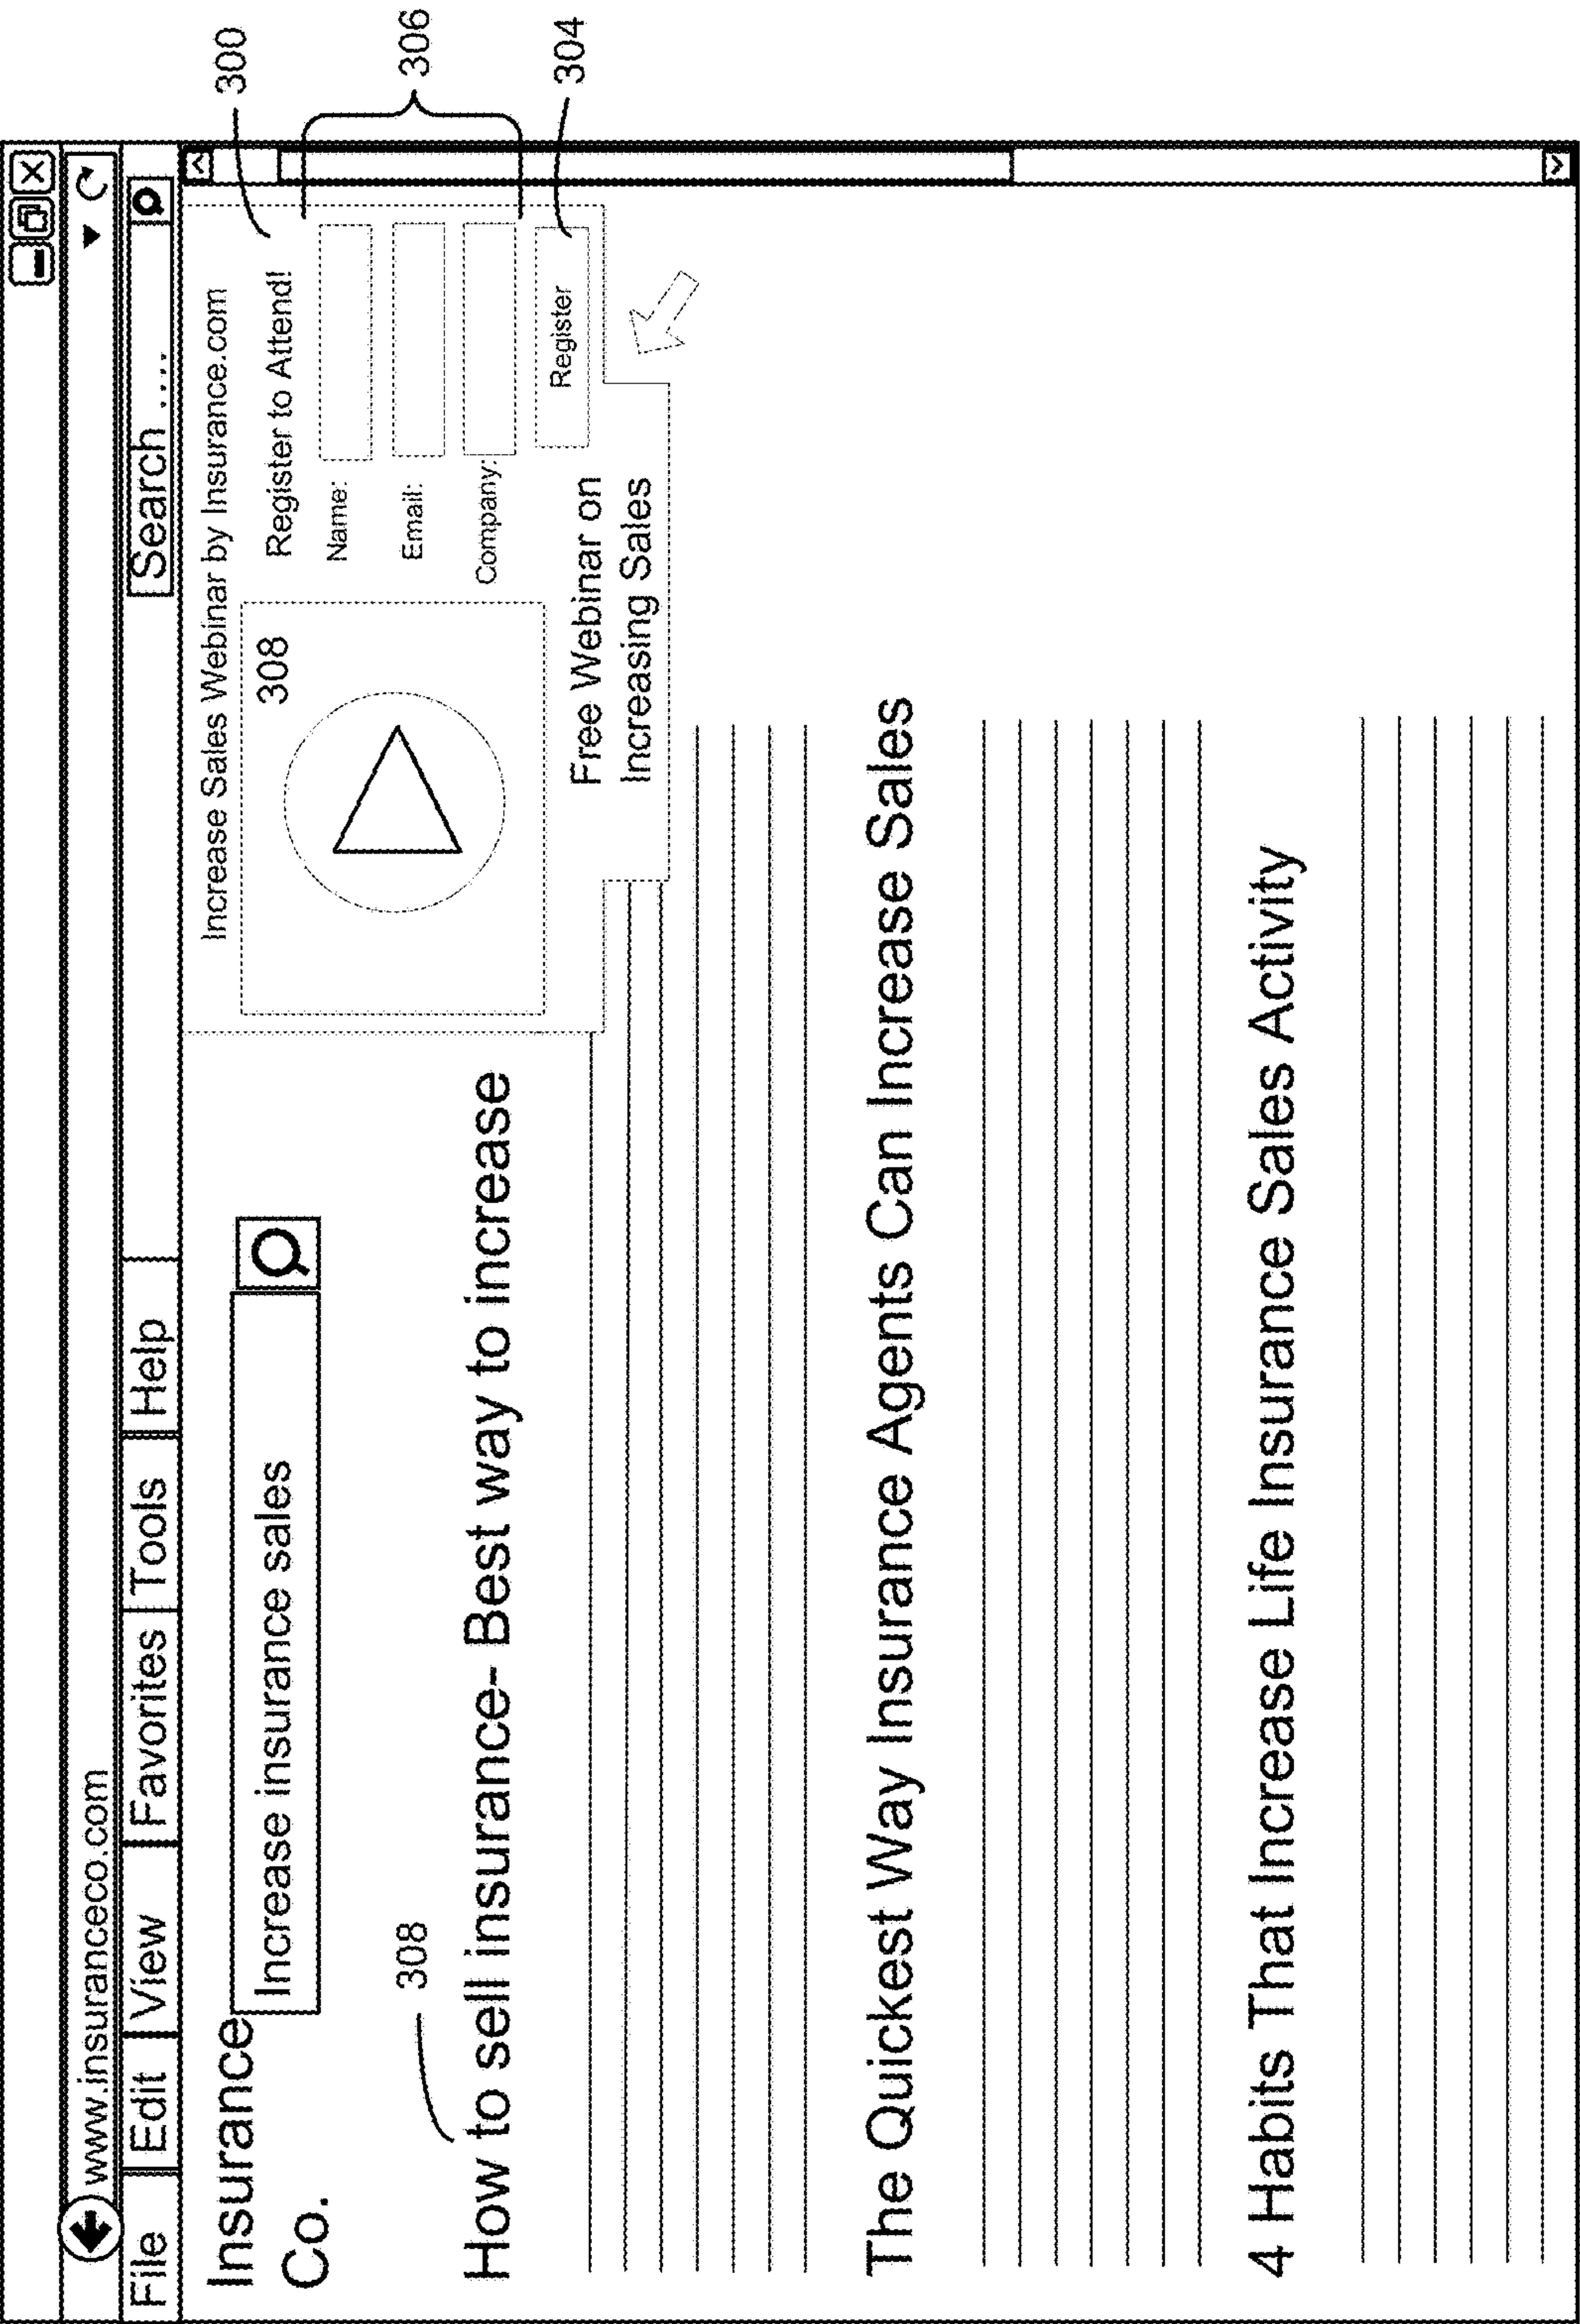 www.insuranceco.com
File Edit View Favorites Tools Help Search ....
Insurance
Co.
Increase insurance sales
308
How to sell insurance- Best way to increase
Increase Sales Webinar by Insurance.com
308
Register to Attend!
Name:
Email:
Company:
Register
Free Webinar on
Increasing Sales
300
306
304
The Quickest Way Insurance Agents Can Increase Sales
4 Habits That Increase Life Insurance Sales Activity